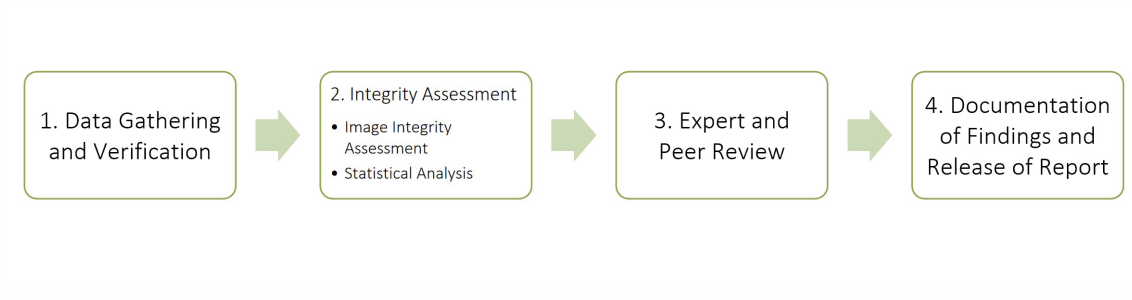 1. Data Gathering
and Verification
2. Integrity Assessment
• Image Integrity
Assessment
• Statistical Analysis
3. Expert and
Peer Review
4. Documentation
of Findings and
Release of Report